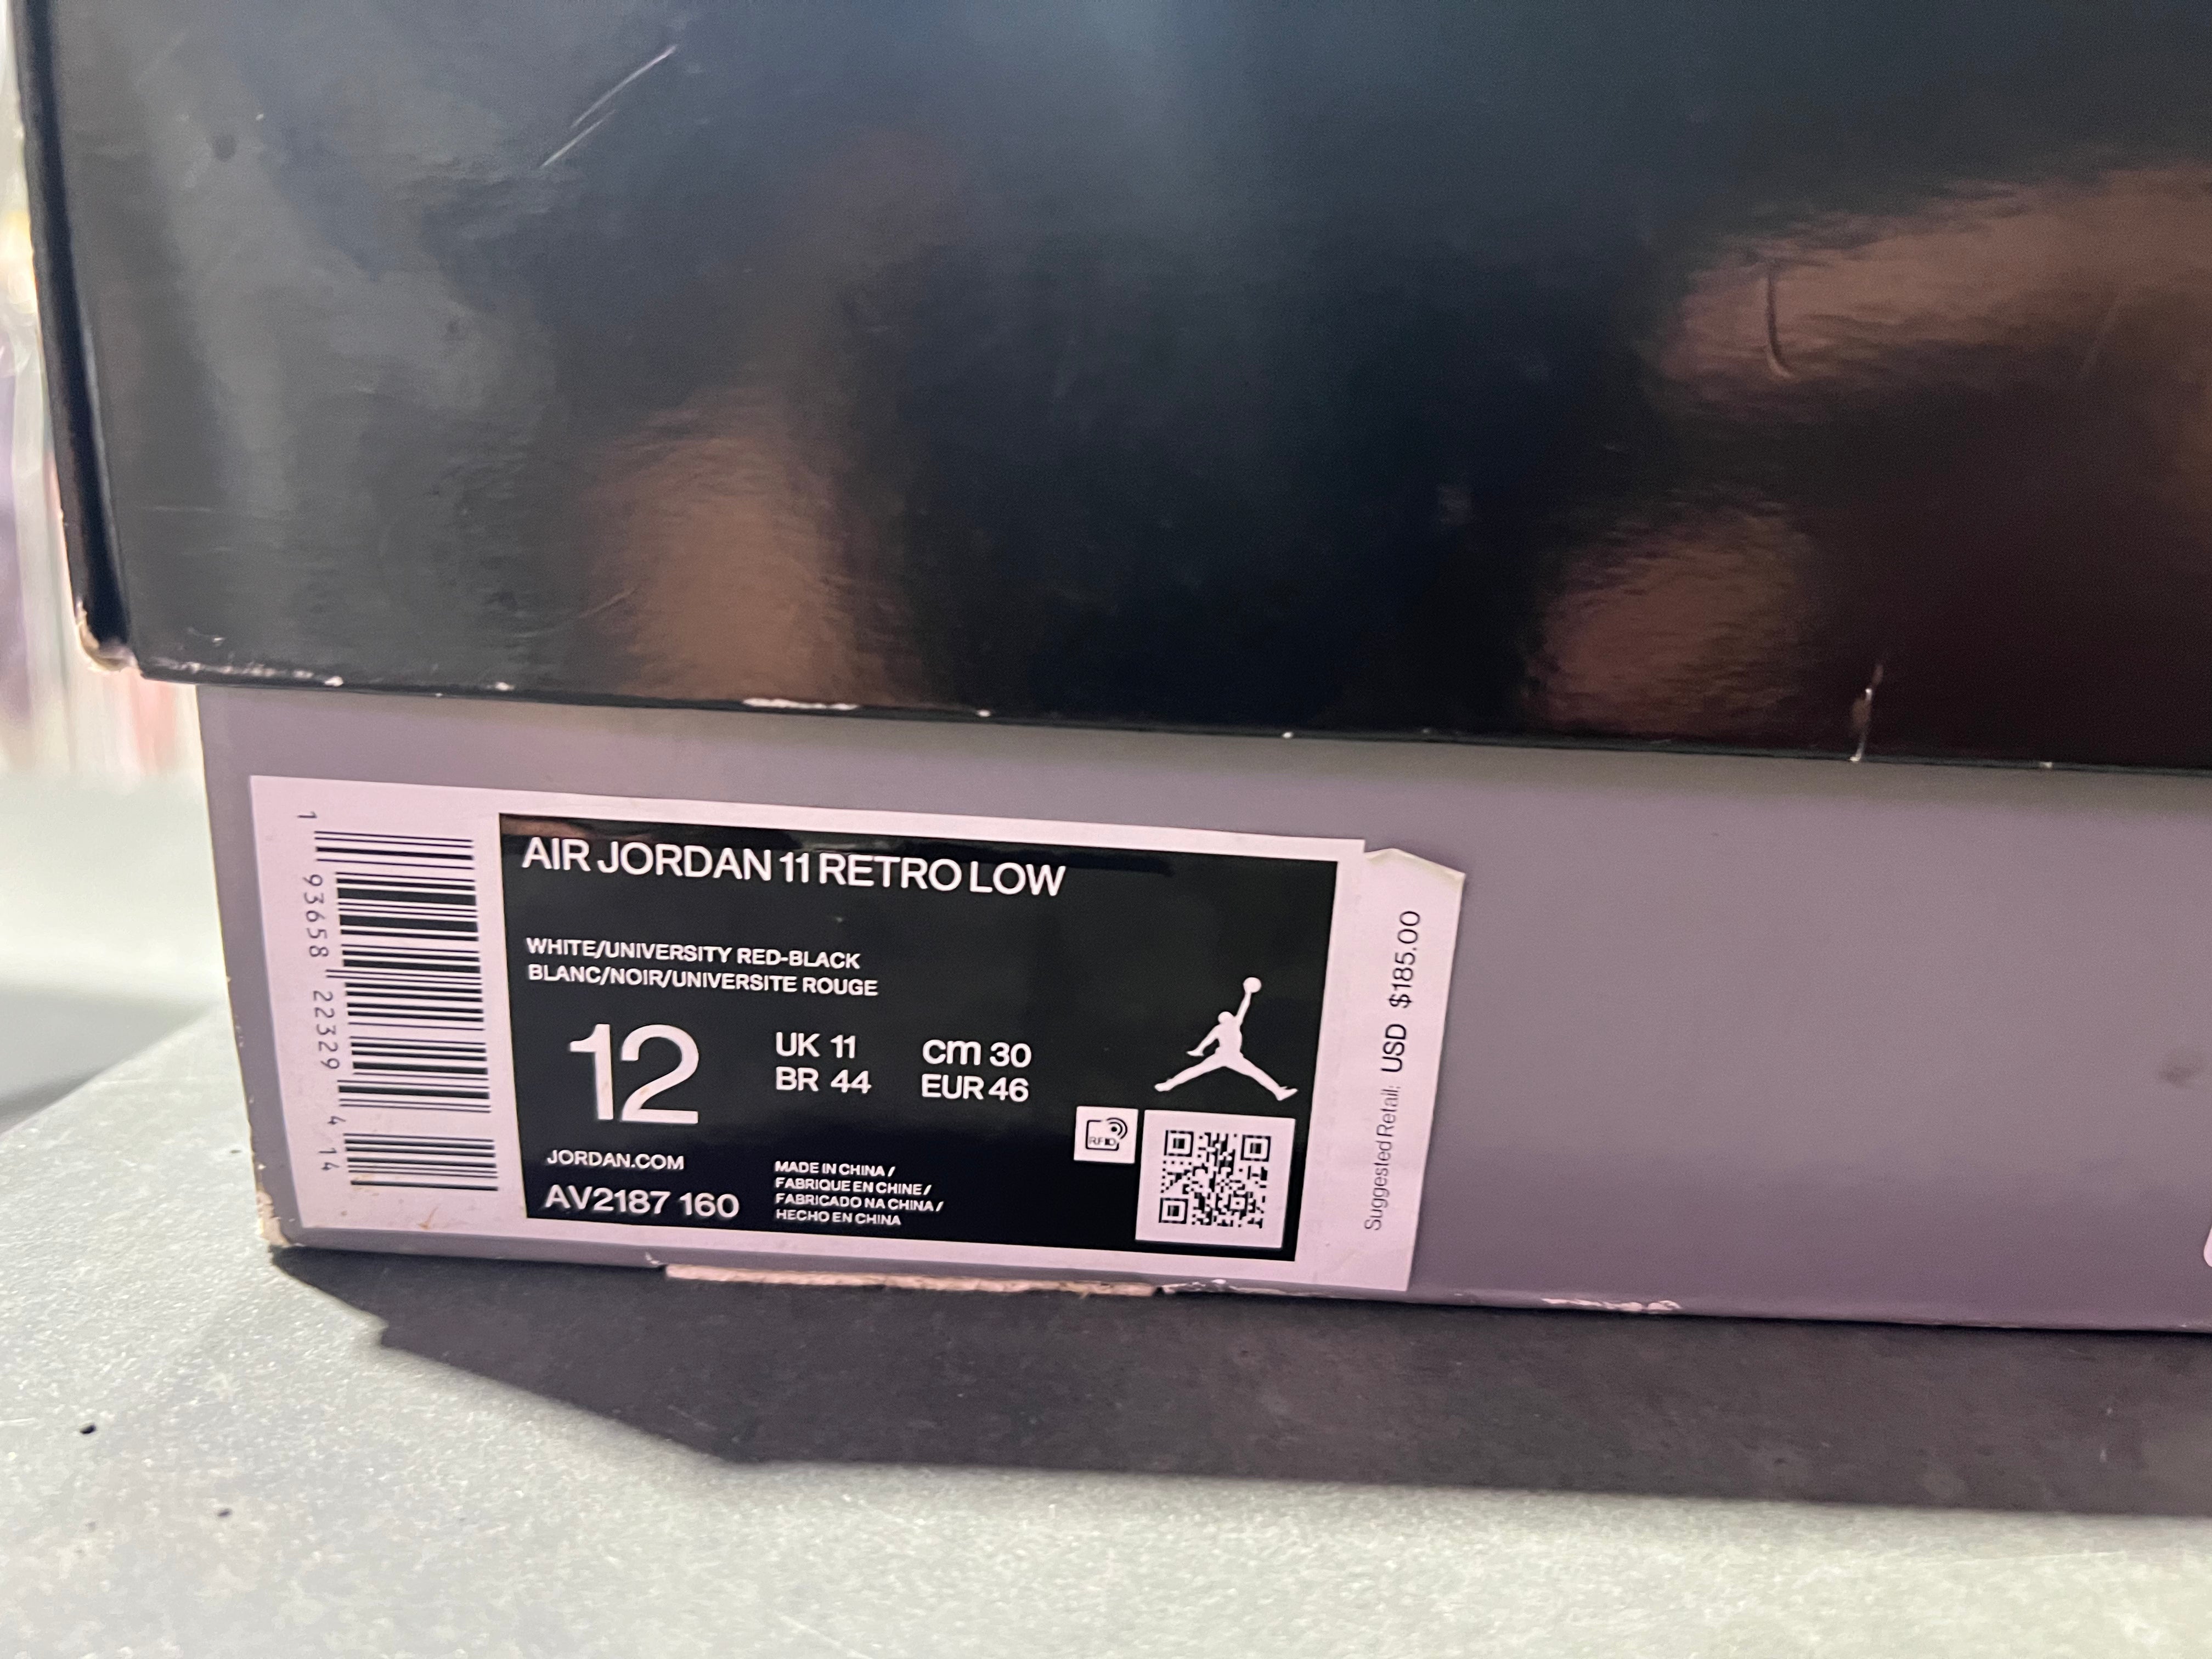 AIR JORDAN 11 RETRO LOW
WHITE/UNIVERSITY RED-BLACK
BLANC/NOIR/UNIVERSITE ROUGE
12
UK 11
BR 44
cm 30
EUR 46
JORDAN.COM
AV2187 160
MADE IN CHINA /
FABRIQUE EN CHINE /
FABRICADO NA CHINA /
HECHO EN CHINA
RFID
1 93658 22329 4 14
Suggested Retail: USD $185.00